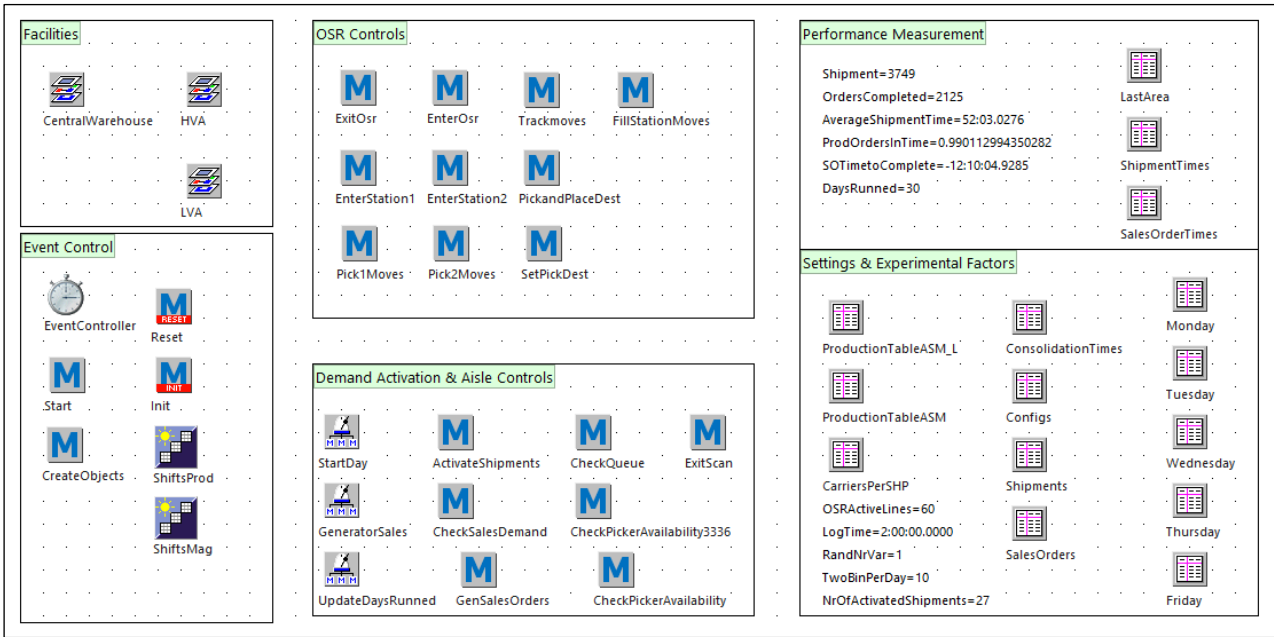 Facilities
CentralWarehouse HVA
LVA
Event Control
EventController
RESET
Reset
M
INIT
M
Start Init
M
CreateObjects ShiftsProd
ShiftsMag
OSR Controls
M M M M
ExitOsr EnterOsr Trackmoves FillStationMoves
M M M
EnterStation1 EnterStation2 PickandPlaceDest
M M M
Pick1Moves Pick2Moves SetPickDest
Demand Activation & Aisle Controls
M M M M M M
StartDay ActivateShipments CheckQueue ExitScan
M M M M M
GeneratorSales CheckSalesDemand CheckPickerAvailability3336
M M M M M
UpdateDaysRunned GenSalesOrders CheckPickerAvailability
Performance Measurement
Shipment=3749
OrdersCompleted=2125
AverageShipmentTime=52:03.0276
ProdOrdersInTime=0.990112994350282
SOTimetoComplete=-12:10:04.9285
DaysRunned=30
LastArea
ShipmentTimes
SalesOrderTimes
Settings & Experimental Factors
ProductionTableASM_L ConsolidationTimes
ProductionTableASM Configs
CarriersPerSHP Shipments
OSRActiveLines=60
LogTime=2:00:00.0000
RandNrVar=1
SalesOrders
TwoBinPerDay=10
NrOfActivatedShipments=27
Monday
Tuesday
Wednesday
Thursday
Friday